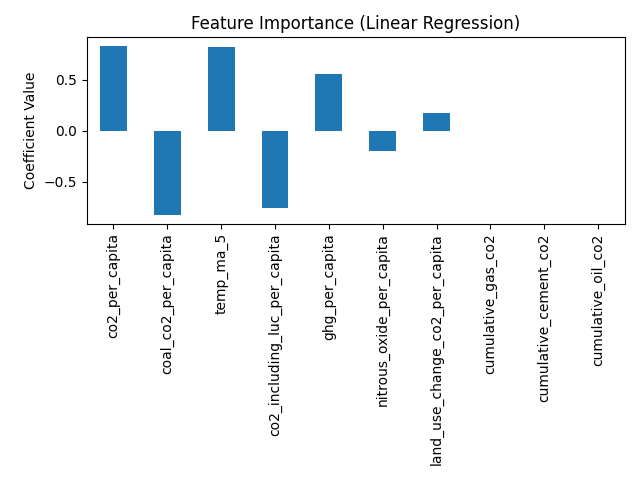 Feature Importance (Linear Regression)
Coefficient Value
0.5
0.0
−0.5
co2_per_capita
coal_co2_per_capita
temp_ma_5
co2_including_luc_per_capita
ghg_per_capita
nitrous_oxide_per_capita
land_use_change_co2_per_capita
cumulative_gas_co2
cumulative_cement_co2
cumulative_oil_co2